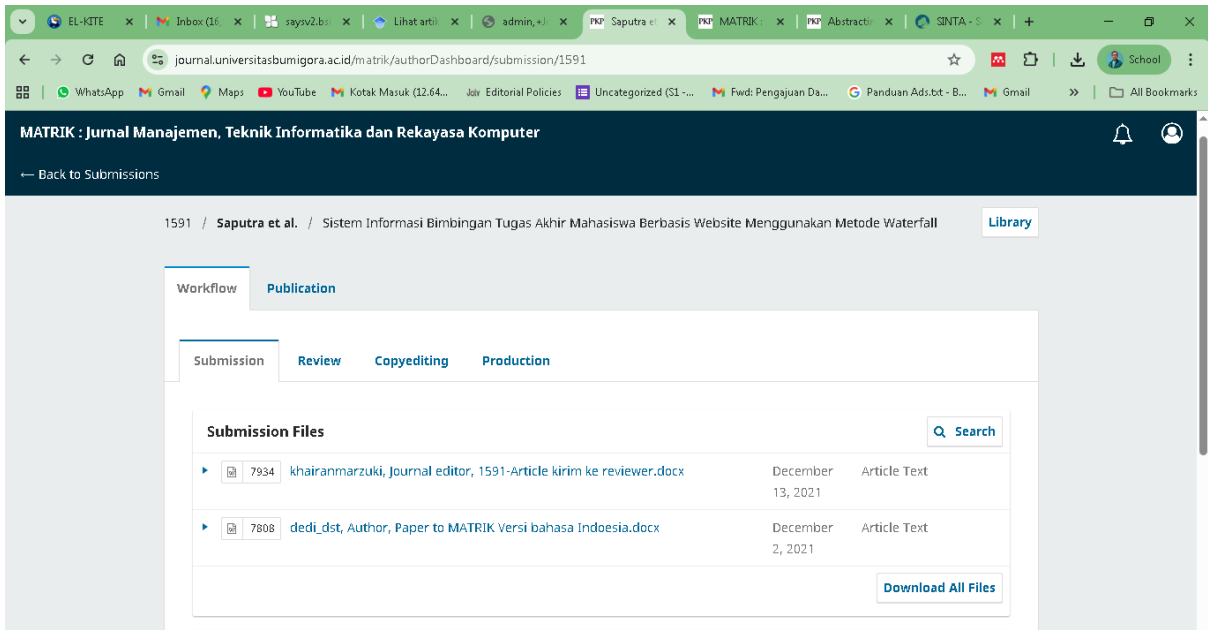 EL-KITE
Inbox (16,
saysv2.bsi
Lihat artik
admin,+Jo
Saputra et
MATRIK :
Abstractin
SINTA - S
journal.universitasbumigora.ac.id/matrik/authorDashboard/submission/1591
School
WhatsApp
Gmail
Maps
YouTube
Kotak Masuk (12.64...
Editorial Policies
Uncategorized (S1 -...
Fwd: Pengajuan Da...
Panduan Ads.txt - B...
Gmail
All Bookmarks
MATRIK : Jurnal Manajemen, Teknik Informatika dan Rekayasa Komputer
← Back to Submissions
1591 / Saputra et al. / Sistem Informasi Bimbingan Tugas Akhir Mahasiswa Berbasis Website Menggunakan Metode Waterfall
Library
Workflow
Publication
Submission
Review
Copyediting
Production
Submission Files
Search
7934 khairanmarzuki, Journal editor, 1591-Article kirim ke reviewer.docx
December 13, 2021
Article Text
7808 dedi_dst, Author, Paper to MATRIK Versi bahasa Indoesia.docx
December 2, 2021
Article Text
Download All Files